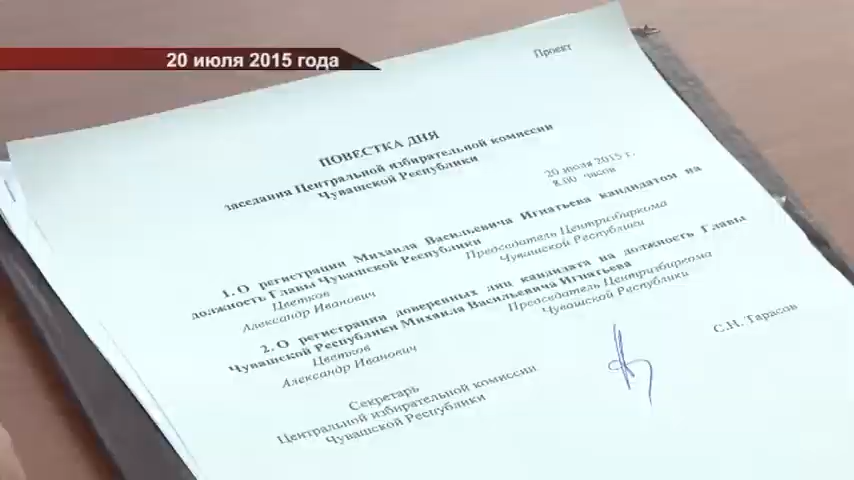 20 июля 2015 года
Проект
ПОВЕСТКА ДНЯ
заседания Центральной избирательной комиссии
Чувашской Республики
20 июля 2015 г.
8.00 часов
1. О регистрации Михаила Васильевича Игнатьева кандидатом на
должность Главы Чувашской Республики
Цветков
Александр Иванович
Председатель Центризбиркома
Чувашской Республики
2. О регистрации доверенных лиц кандидата на должность Главы
Чувашской Республики Михаила Васильевича Игнатьева
Цветков
Александр Иванович
Председатель Центризбиркома
Чувашской Республики
Секретарь
Центральной избирательной комиссии
Чувашской Республики
С.Н. Тарасов